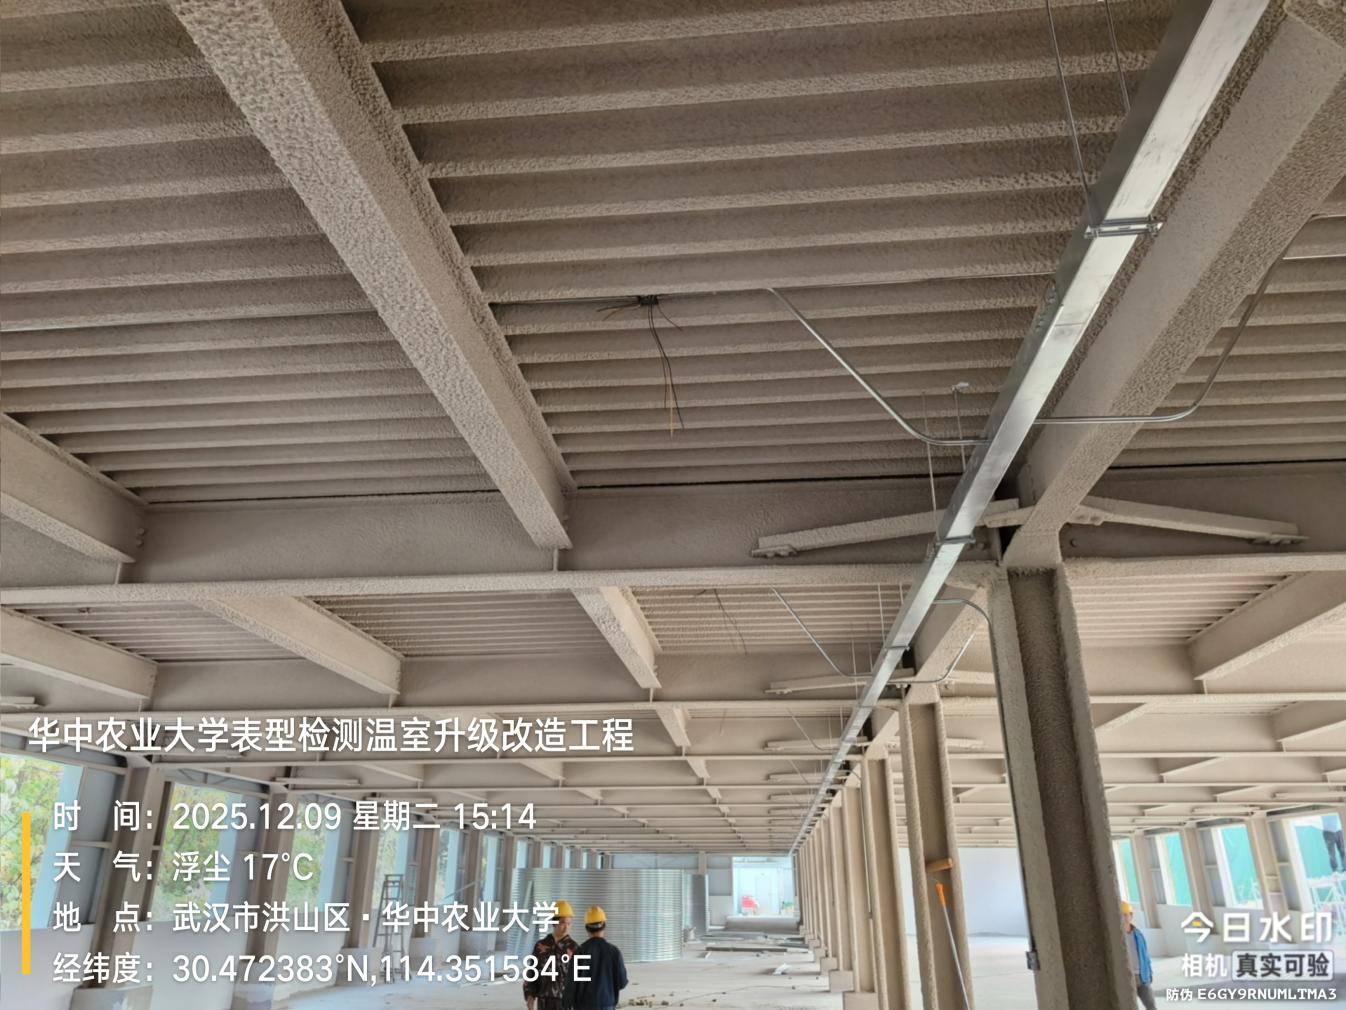 华中农业大学表型检测温室升级改造工程
时 间：2025.12.09 星期二 15:14
天 气：浮尘 17℃
地 点：武汉市洪山区·华中农业大学
经纬度：30.472383°N,114.351584°E
今日水印
相机 真实可验
防伪 E6GY9RNUMLTMA3